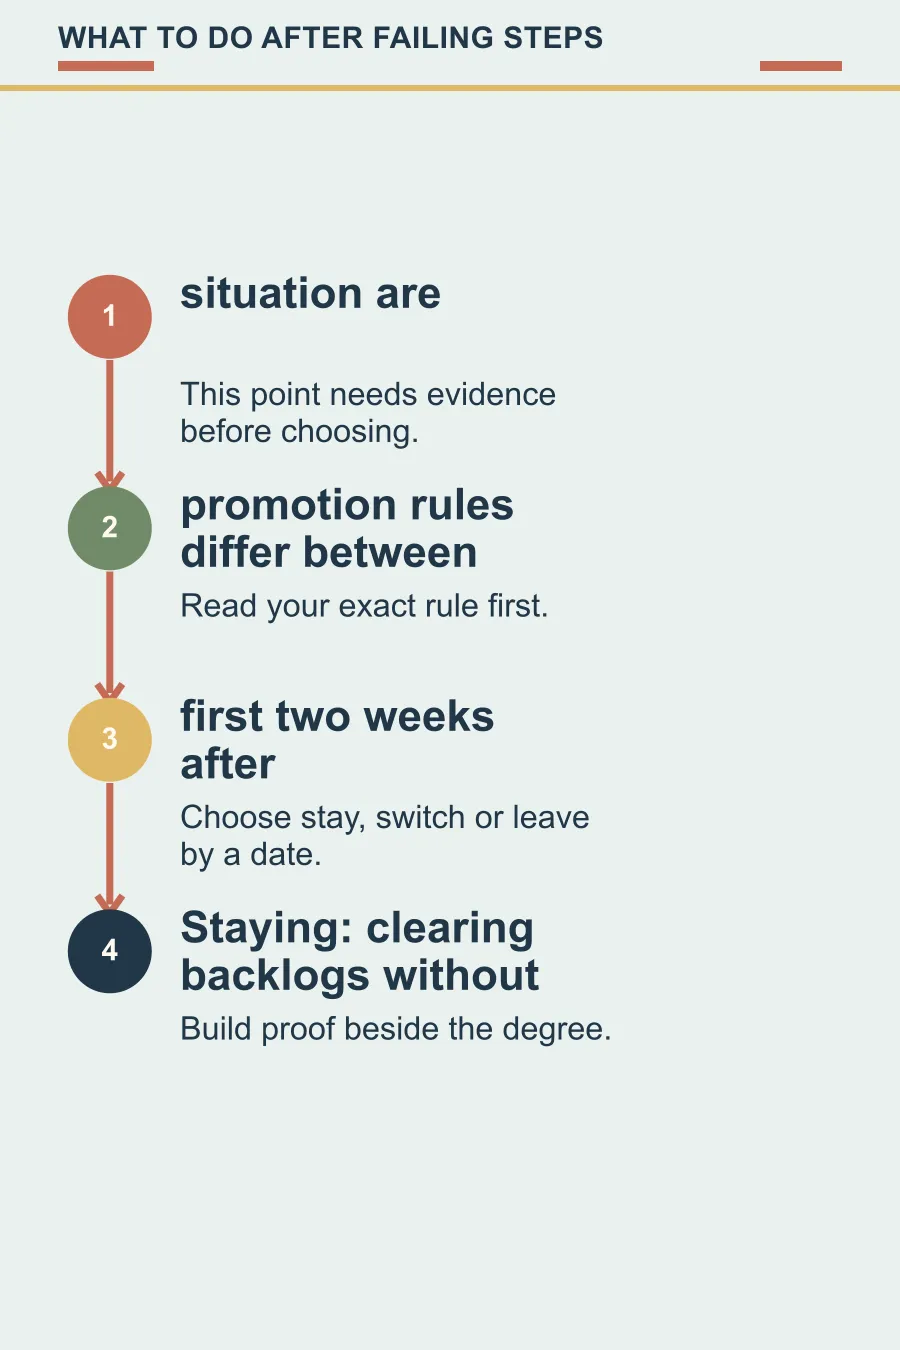 WHAT TO DO AFTER FAILING STEPS
1
situation are
This point needs evidence
before choosing.
2
promotion rules
differ between
Read your exact rule first.
3
first two weeks
after
Choose stay, switch or leave
by a date.
4
Staying: clearing
backlogs without
Build proof beside the degree.